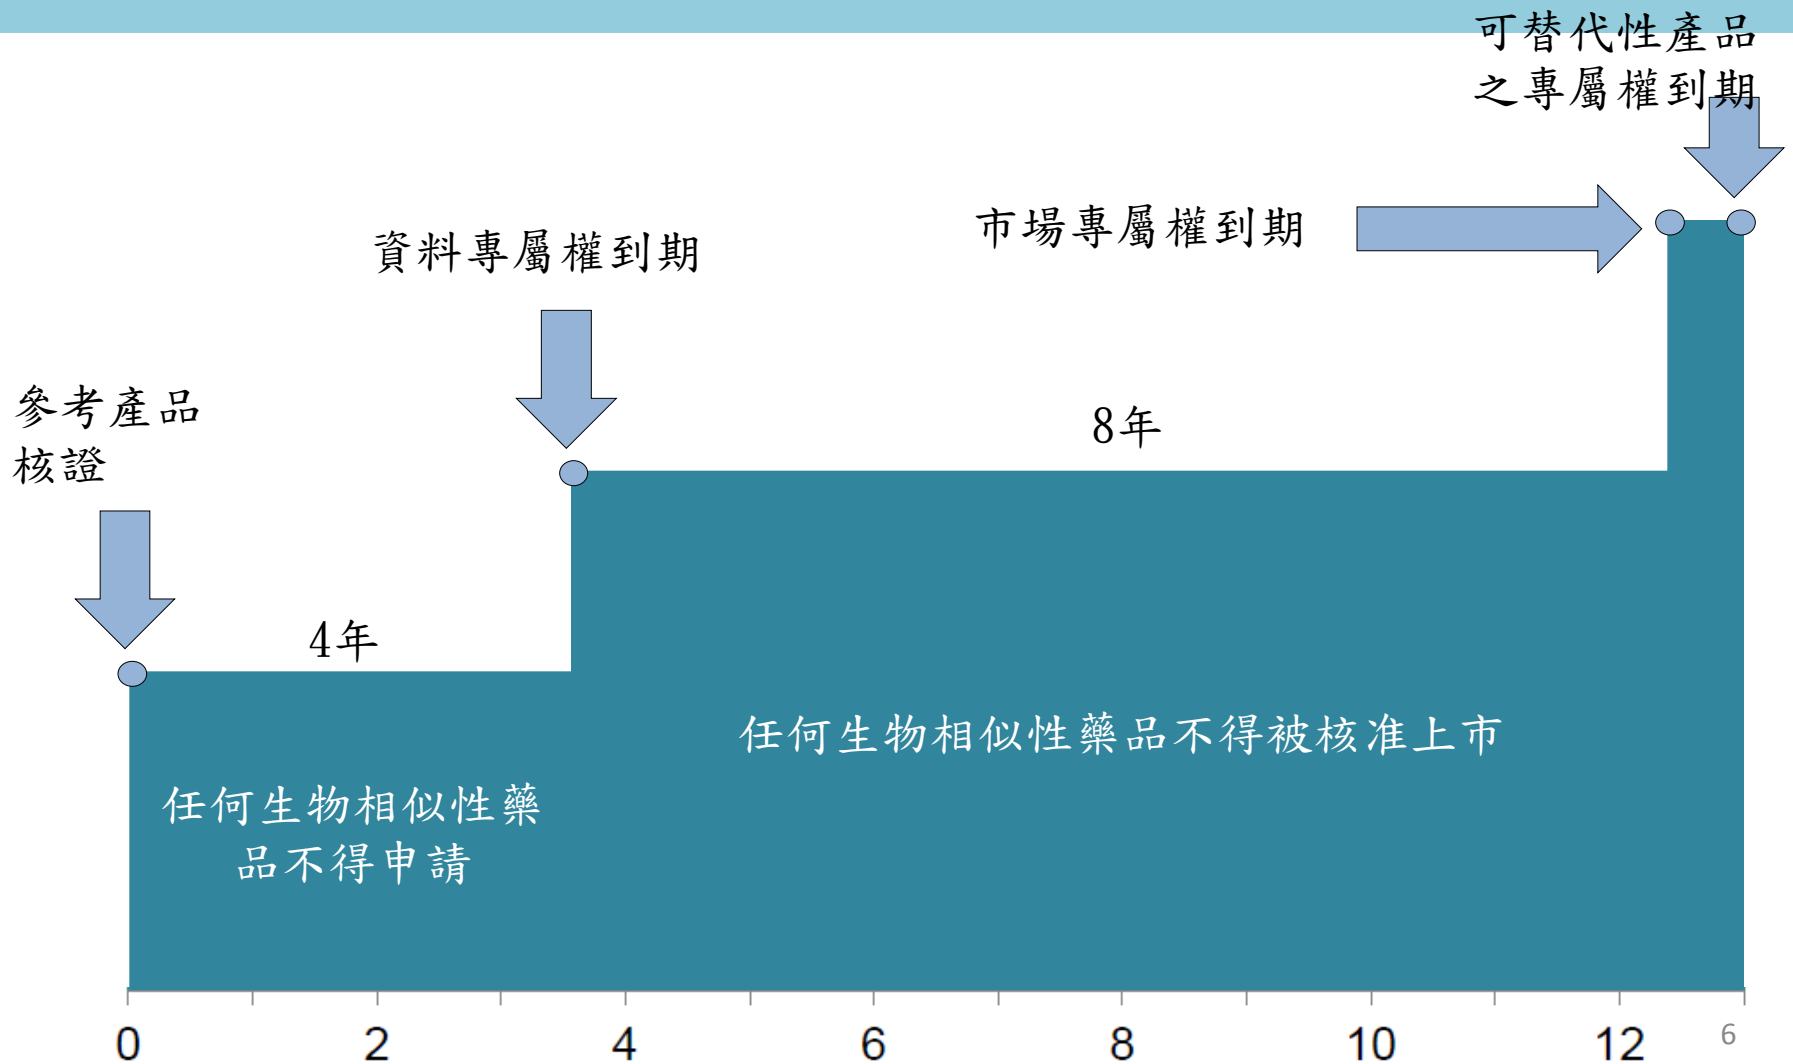 可替代性產品
之專屬權到期
市場專屬權到期
資料專屬權到期
參考產品
核證
8年
4年
任何生物相似性藥品不得被核准上市
任何生物相似性藥
品不得申請
0 2 4 6 8 10 12
6